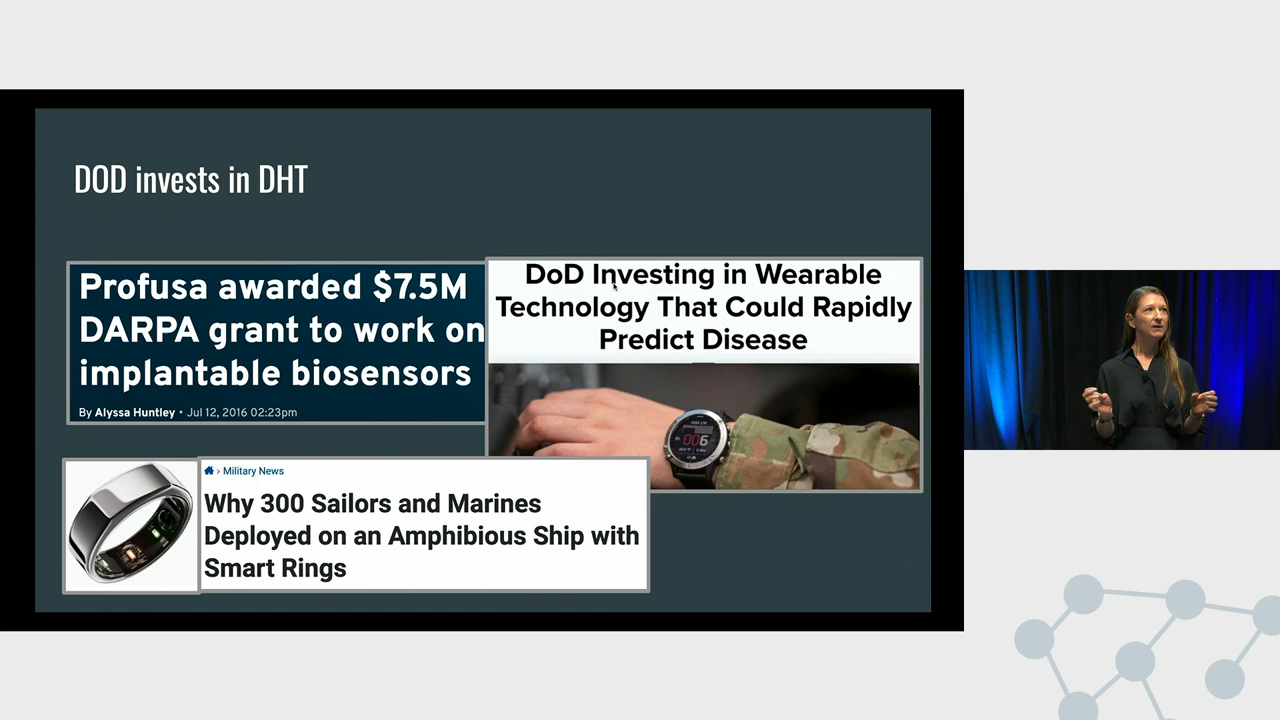 DOD invests in DHT
Profusa awarded $7.5M
DARPA grant to work on
implantable biosensors
By Alyssa Huntley • Jul 12, 2016 02:23pm
DoD Investing in Wearable
Technology That Could Rapidly
Predict Disease
006
› Military News
Why 300 Sailors and Marines
Deployed on an Amphibious Ship with
Smart Rings